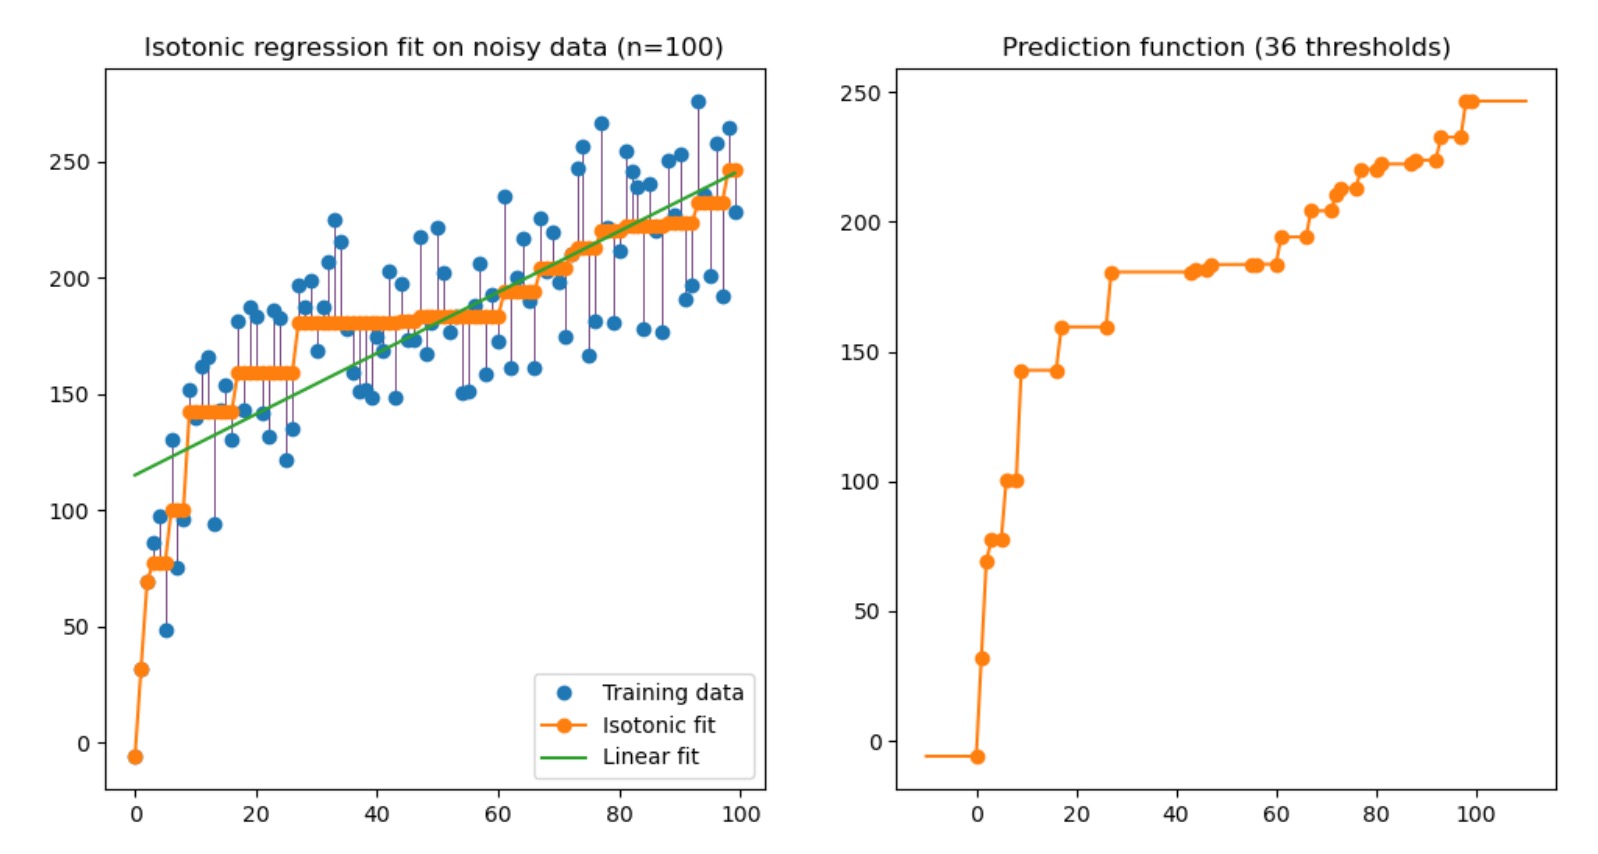 Isotonic regression fit on noisy data (n=100)
250
200
150
100
50
0
0 20 40 60 80 100
Training data
Isotonic fit
Linear fit
Prediction function (36 thresholds)
250
200
150
100
50
0
0 20 40 60 80 100